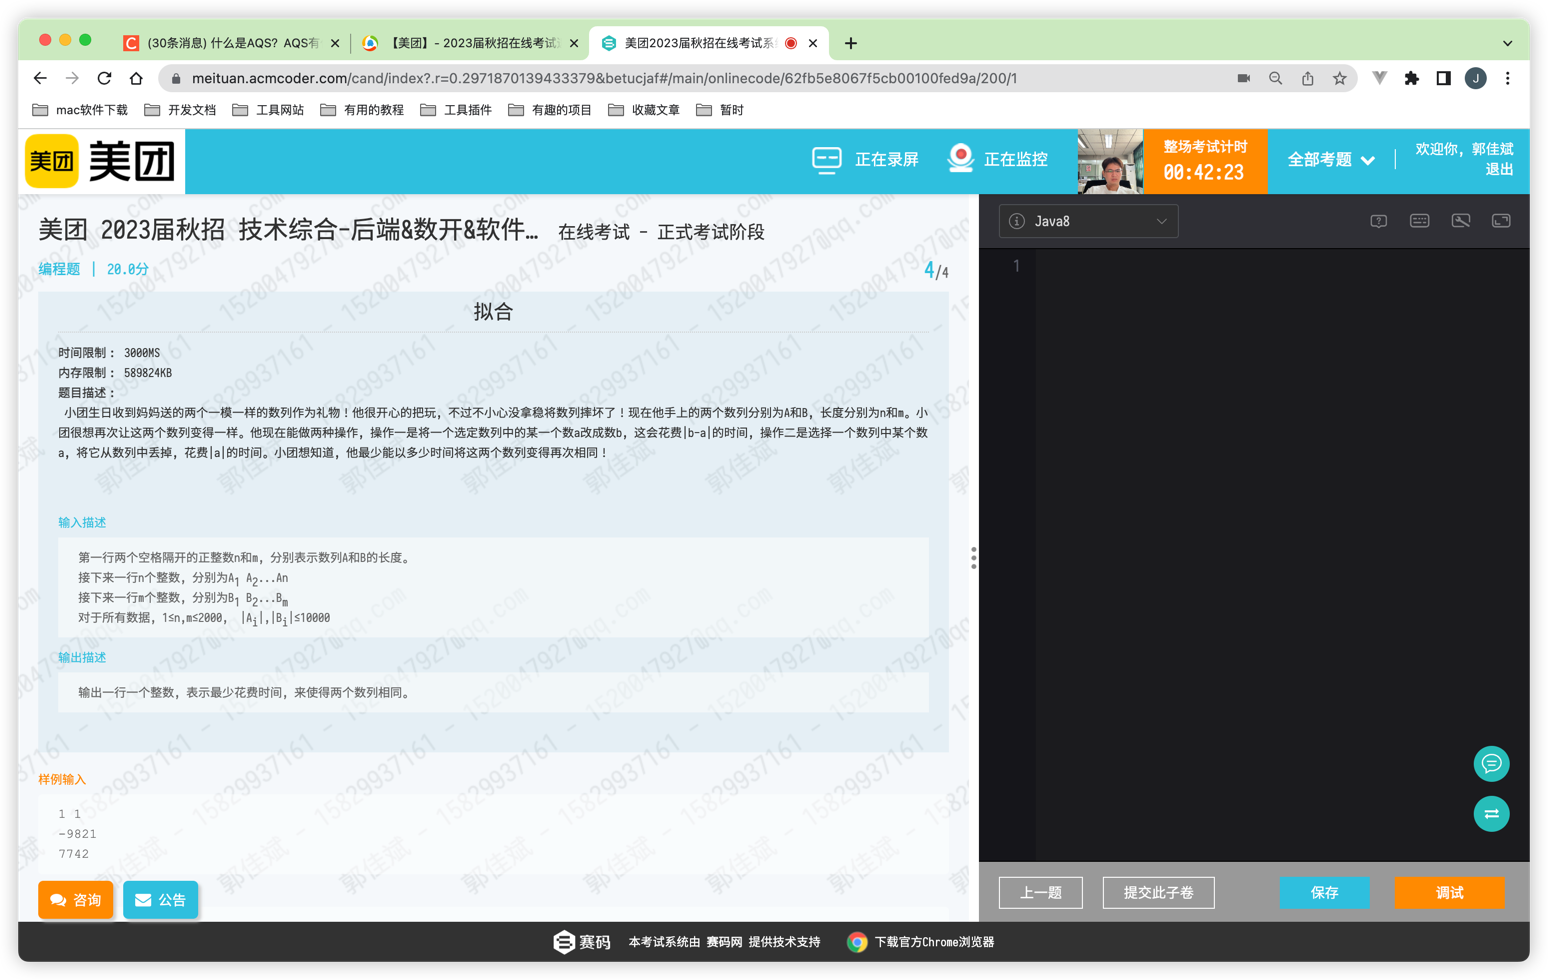 (30条消息) 什么是AQS? AQS有
【美团】- 2023届秋招在线考试
美团2023届秋招在线考试系
meituan.acmcoder.com/cand/index?.r=0.2971870139433379&betucjaf#/main/onlinecode/62fb5e8067f5cb00100fed9a/200/1
J
mac软件下载 开发文档 工具网站 有用的教程 工具插件 有趣的项目 收藏文章 暂时
美团 美团
正在录屏 正在监控
整场考试计时
00:42:23
全部考题
欢迎你, 郭佳斌
退出
美团 2023届秋招 技术综合-后端&数开&软件… 在线考试 - 正式考试阶段
编程题 | 20.0分
4/4
拟合
时间限制: 3000MS
内存限制: 589824KB
题目描述:
小团生日收到妈妈送的两个一模一样的数列作为礼物!他很开心的把玩,不过不小心没拿稳将数列摔坏了!现在他手上的两个数列分别为A和B,长度分别为n和m。小
团很想再次让这两个数列变得一样。他现在能做两种操作,操作一是将一个选定数列中的某一个数a改成数b,这会花费|b-a|的时间,操作二是选择一个数列中某个数
a,将它从数列中丢掉,花费|a|的时间。小团想知道,他最少能以多少时间将这两个数列变得再次相同!
输入描述
第一行两个空格隔开的正整数n和m,分别表示数列A和B的长度。
接下来一行n个整数,分别为A1 A2...An
接下来一行m个整数,分别为B1 B2...Bm
对于所有数据,1≤n,m≤2000, |Ai|,|Bi|≤10000
输出描述
输出一行一个整数,表示最少花费时间,来使得两个数列相同。
样例输入
1 1
-9821
7742
咨询 公告
Java8
1
上一题 提交此子卷 保存 调试
赛码 本考试系统由 赛码网 提供技术支持 下载官方Chrome浏览器
郭佳斌 - 15829937161 - 1520047927@qq.com